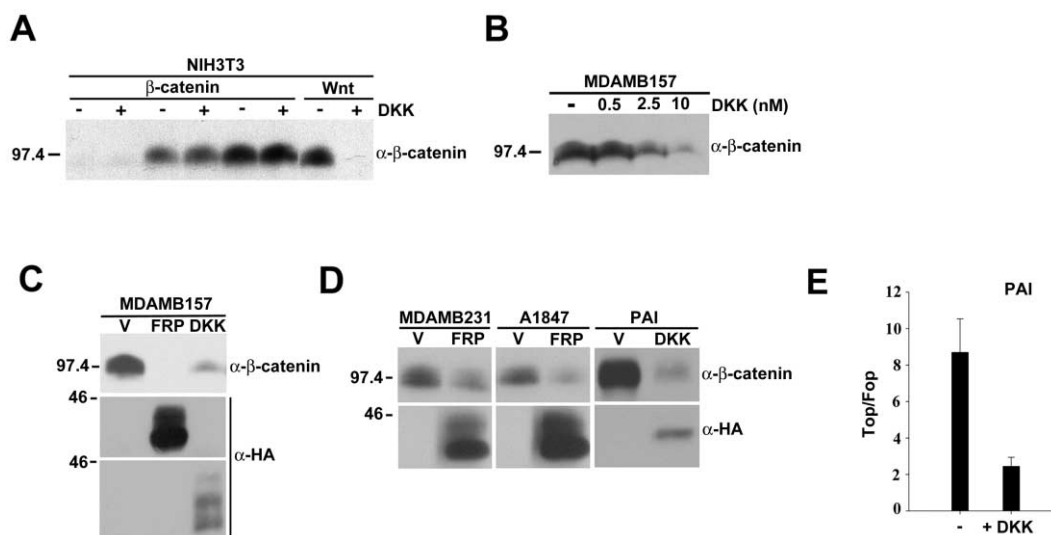 A
NIH3T3
β-catenin Wnt
- + - + - + - + DKK
97.4 α-β-catenin
B
MDAMB157
- 0.5 2.5 10 DKK (nM)
97.4 α-β-catenin
C
MDAMB157
V FRP DKK
97.4 α-β-catenin
46
α-HA
46
D
MDAMB231 A1847 PAI
V FRP V FRP V DKK
97.4 α-β-catenin
46
α-HA
E
PAI
Top/Fop
12
10
8
6
4
2
0
- + DKK